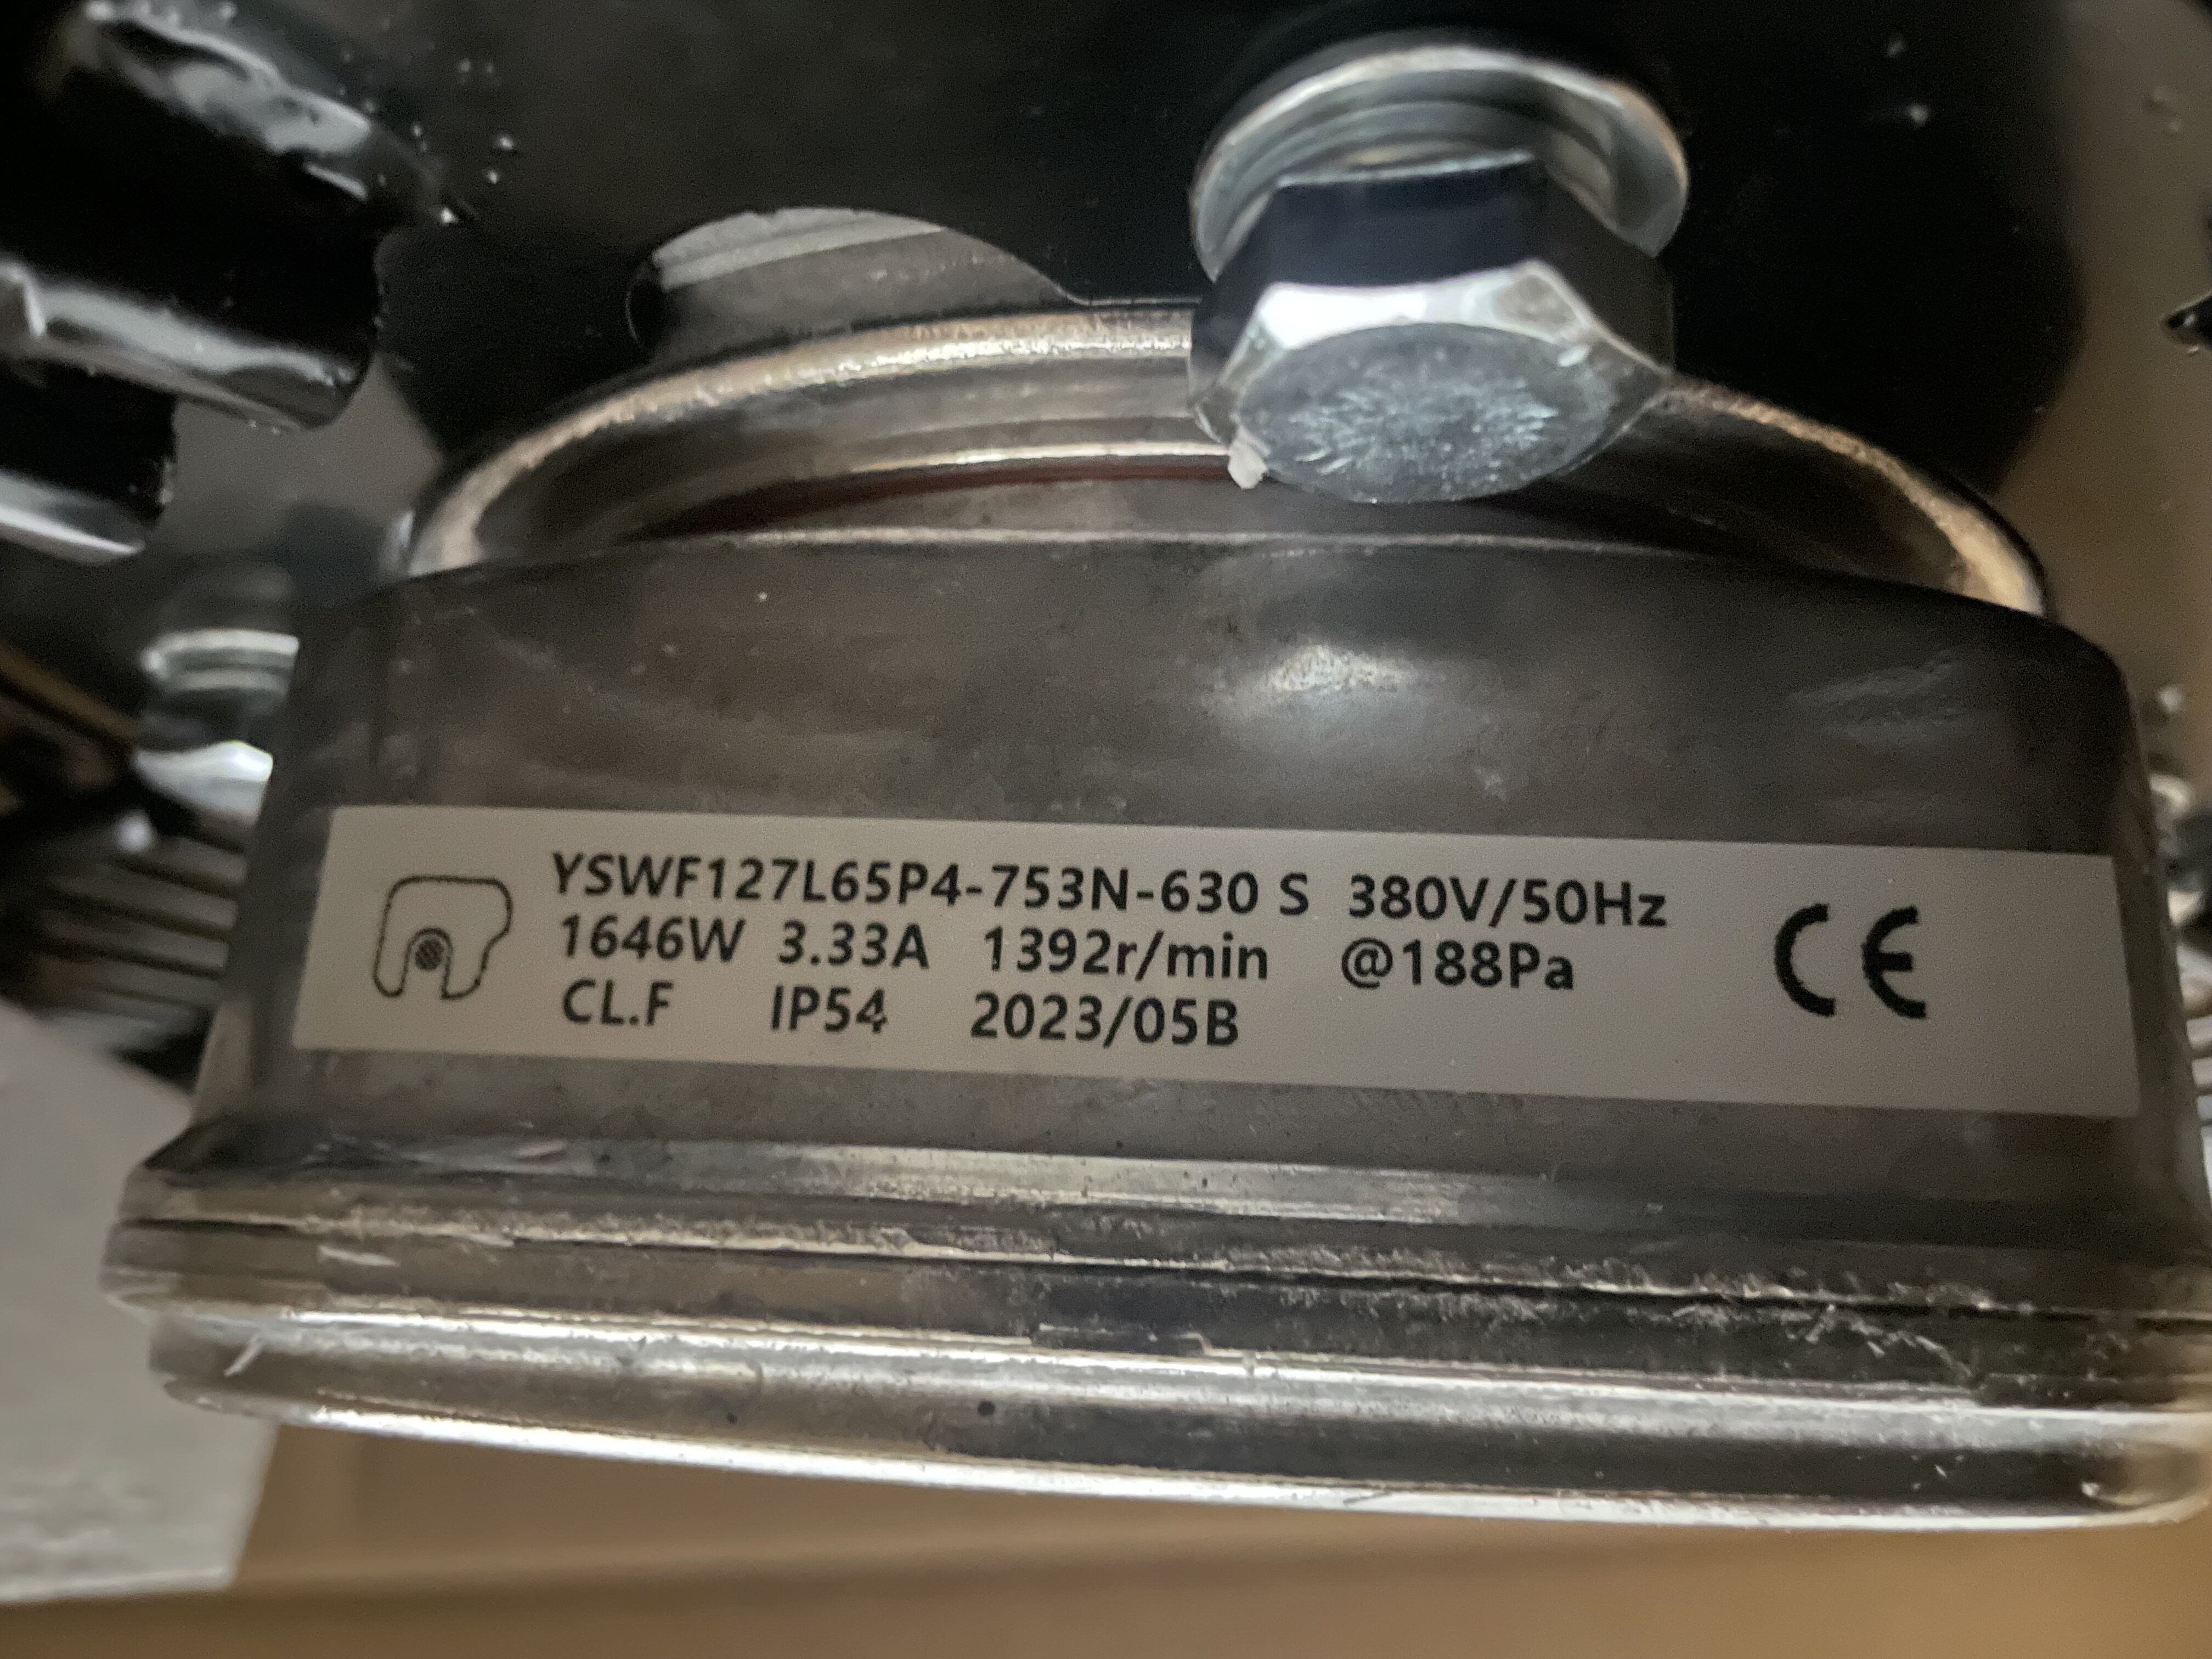 YSWF127L65P4-753N-630 S 380V/50Hz
1646W 3.33A 1392r/min @188Pa
CL.F IP54 2023/05B
CE